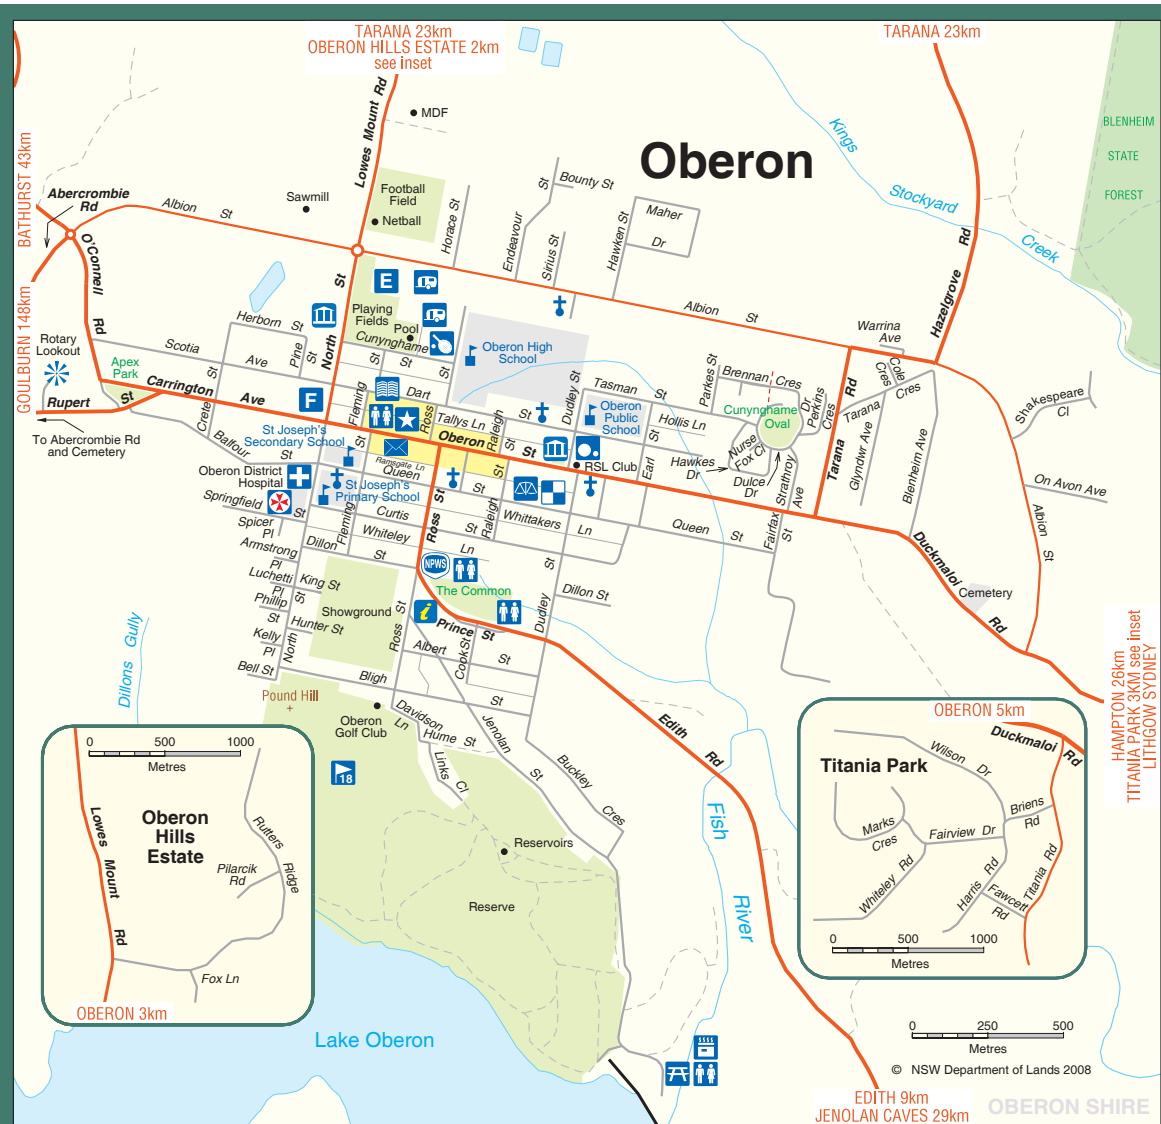 TARANA 23km
OBERON HILLS ESTATE 2km
see inset
TARANA 23km
Oberon
BLENHEIM
STATE
FOREST
Kings
Stockyard
Creek
BATHURST 43km
GOULBURN 148km
Abercrombie
Rd
O'Connell
Rd
Albion St
Sawmill
Lowes Mount Rd
MDF
Football
Field
Netball
Horace St
Endeavour St
Bounty St
Sirius St
Hawken St
Maher
Dr
Albion St
Hazelgrove Rd
Warrina
Ave
Rotary
Lookout
Apex
Park
Rupert St
To Abercrombie Rd
and Cemetery
Carrington Ave
Scotia
Ave
Herborn St
Pine St
North St
E
Playing
Fields
Pool
Cunynghame
St
F
Fleming St
Dart
St
Ross
Tallys Ln
Oberon St
Raleigh St
St
Oberon High
School
Dudley St
Tasman
St
Hollis Ln
Oberon
Public
School
Parkes St
Brennan Cres
Cunynghame
Oval
Perkins
Dr
Cres
Nurse
Fox Cl
Hawkes
Dr
Dulce
Dr
Strathroy
Ave
Tarana Rd
Tarana
Cres
Cole
Cres
Glyndwr Ave
Blenheim Ave
Shakespeare
Cl
On Avon Ave
Albion St
Crete St
Balfour St
St Joseph's
Secondary School
Oberon District
Hospital
St Joseph's
Primary School
Ramsgate Ln
Queen
St
RSL Club
Earl St
Springfield
St
Spicer
Pl
Armstrong
Pl
Luchetti
Pl
Phillip
St
Kelly
Pl
Bell St
Dillon
St
King St
Hunter St
North St
Fleming St
Curtis
Whiteley
Ln
Ross St
Raleigh St
Whittakers Ln
Queen St
Fairfax St
Duckmaloi Rd
Cemetery
NPWS
The Common
i
Showground
Ross St
Prince St
Dudley St
Dillon St
Albert
St
Cook St
Bligh
St
Dillons Gully
Pound Hill
Oberon
Golf Club
Davidson
Ln
Hume St
Links Cl
18
Jenolan St
Buckley
Cres
Edith Rd
Fish
River
Reservoirs
Reserve
Lake Oberon
HAMPTON 26km
TITANIA PARK 3KM see inset
LITHGOW SYDNEY
0 500 1000
Metres
Oberon
Hills
Estate
Lowes Mount Rd
Rutters Ridge
Pilarcik
Rd
Fox Ln
OBERON 3km
OBERON 5km
Duckmaloi Rd
Titania Park
Wilson Dr
Marks
Cres
Fairview Dr
Briens
Rd
Whiteley Rd
Harris Rd
Fawcett
Rd
Titania Rd
0 500 1000
Metres
0 250 500
Metres
© NSW Department of Lands 2008
EDITH 9km
JENOLAN CAVES 29km
OBERON SHIRE